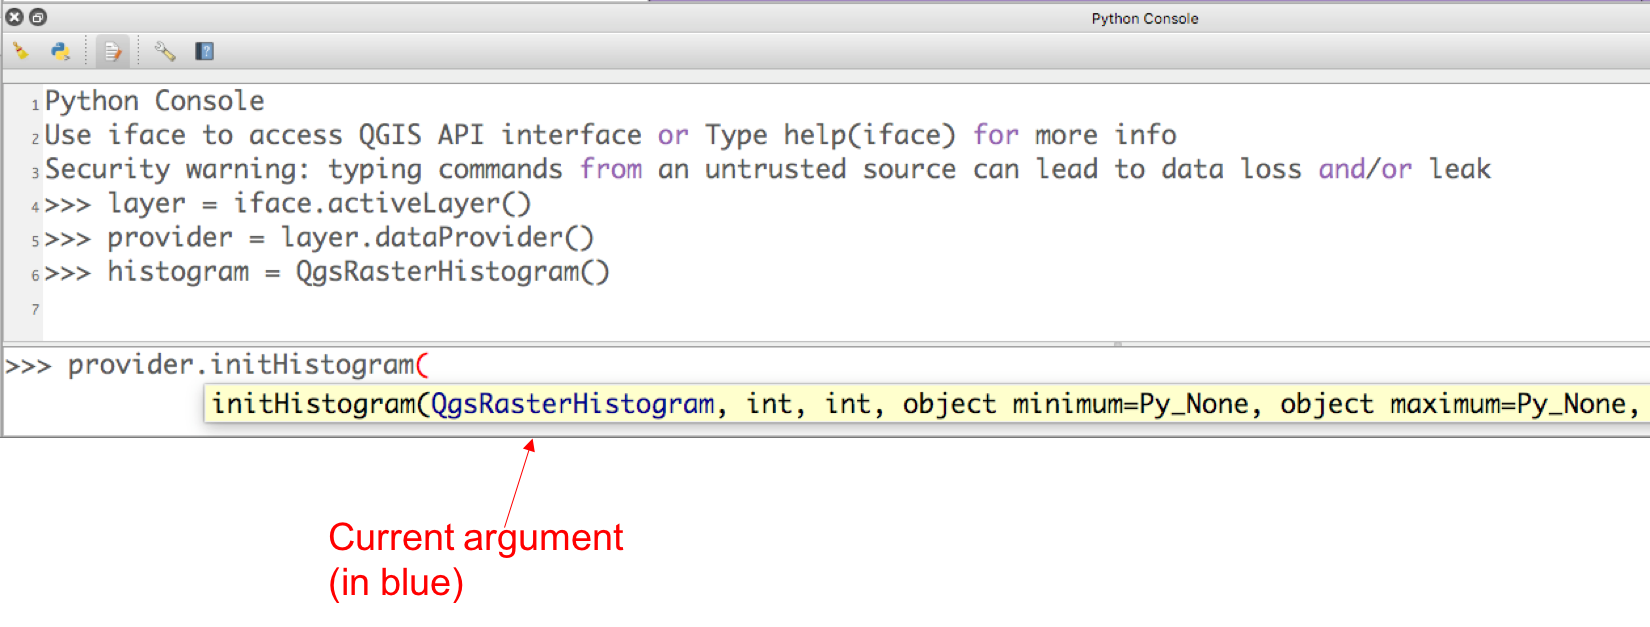 Python Console
1 Python Console
2 Use iface to access QGIS API interface or Type help(iface) for more info
3 Security warning: typing commands from an untrusted source can lead to data loss and/or leak
4 >>> layer = iface.activeLayer()
5 >>> provider = layer.dataProvider()
6 >>> histogram = QgsRasterHistogram()
7
>>> provider.initHistogram(
initHistogram(QgsRasterHistogram, int, int, object minimum=Py_None, object maximum=Py_None,
Current argument
(in blue)